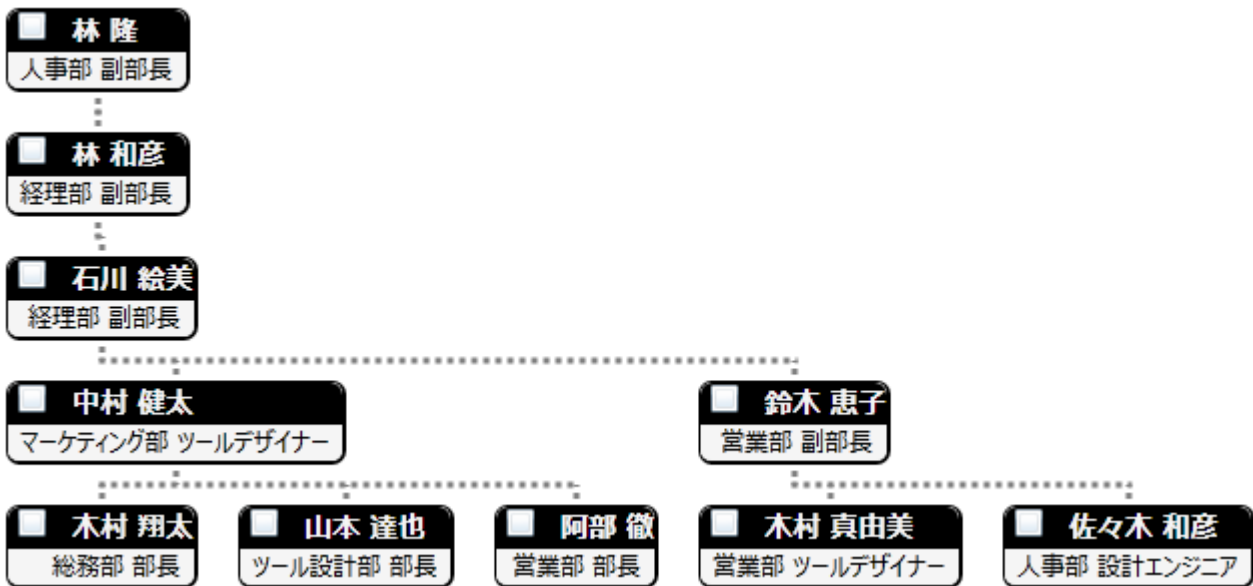 林 隆
人事部 副部長
林 和彦
経理部 副部長
石川 絵美
経理部 副部長
中村 健太
マーケティング部 ツールデザイナー
鈴木 恵子
営業部 副部長
木村 翔太
総務部 部長
山本 達也
ツール設計部 部長
阿部 徹
営業部 部長
木村 真由美
営業部 ツールデザイナー
佐々木 和彦
人事部 設計エンジニア